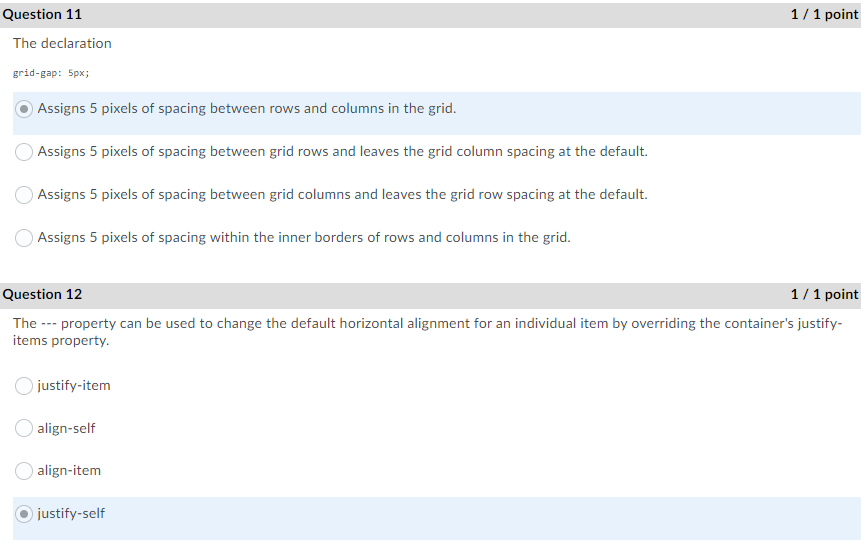 Question 11 1 / 1 point
The declaration
grid-gap: 5px;
Assigns 5 pixels of spacing between rows and columns in the grid.
Assigns 5 pixels of spacing between grid rows and leaves the grid column spacing at the default.
Assigns 5 pixels of spacing between grid columns and leaves the grid row spacing at the default.
Assigns 5 pixels of spacing within the inner borders of rows and columns in the grid.
Question 12 1 / 1 point
The --- property can be used to change the default horizontal alignment for an individual item by overriding the container's justify-
items property.
justify-item
align-self
align-item
justify-self